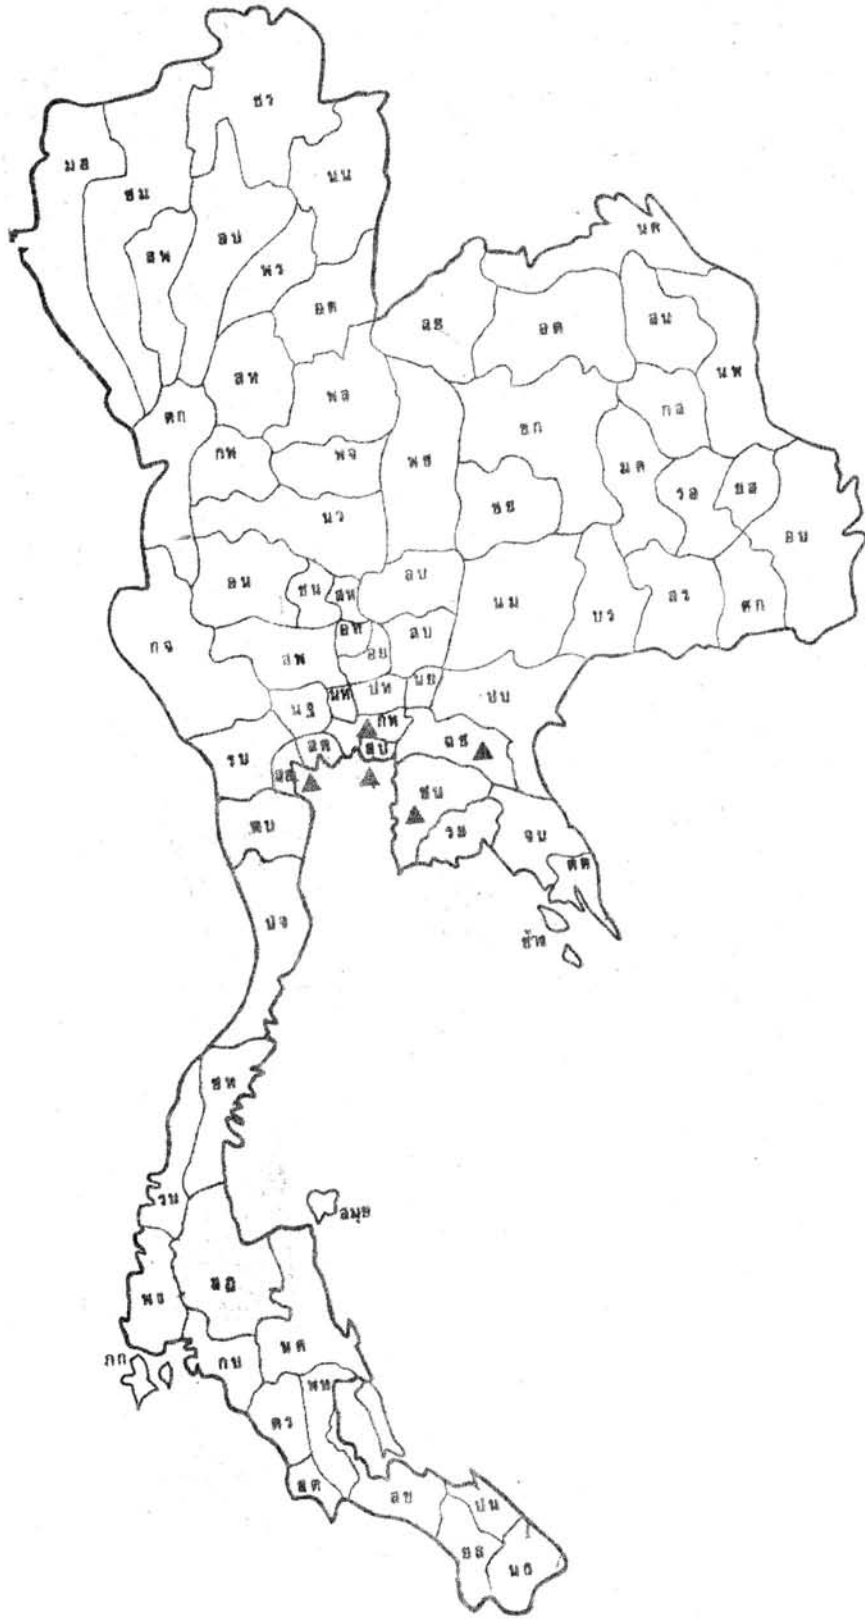 ชร
มส
ชม
นน
ลพ
ลป
พร
นค
อต
ลย
อด
สน
นพ
สท
ตก
พล
กส
ขก
กพ
พจ
พช
มค
รอ
ยส
ชย
อบ
นว
อน
ชน
สห
ลบ
นม
บร
สร
ศก
กจ
สพ
อท
อย
สบ
นฐ
นท
ปท
นย
ปบ
รบ
สค
กท
สป
ฉช
สส
ชบ
พบ
รย
จบ
ตด
ช้าง
ปจ
ชพ
รน
สมุย
พง
สฎ
ภก
กบ
นศ
พท
ตร
สต
สข
ปน
ยล
นธ